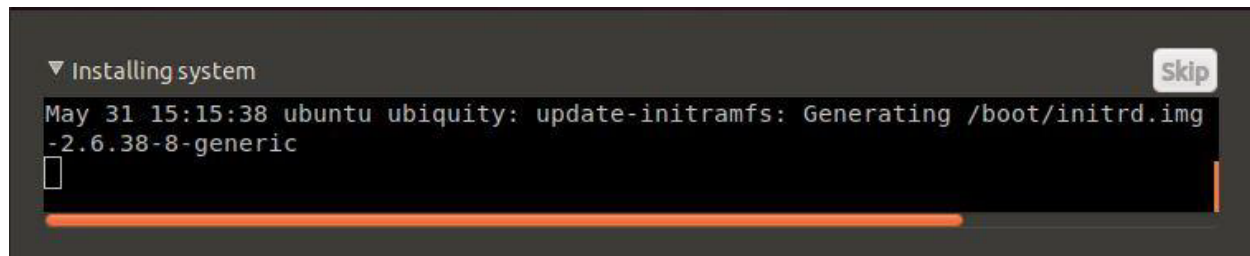 Installing system
Skip
May 31 15:15:38 ubuntu ubiquity: update-initramfs: Generating /boot/initrd.img
-2.6.38-8-generic